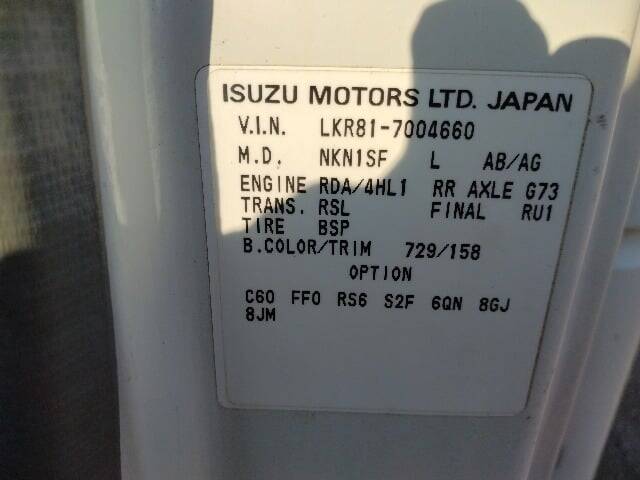 ISUZU MOTORS LTD. JAPAN
V.I.N. LKR81-7004660
M.D. NKN1SF L AB/AG
ENGINE RDA/4HL1 RR AXLE G73
TRANS. RSL FINAL RU1
TIRE BSP
B.COLOR/TRIM 729/158
OPTION
C60 FF0 RS6 S2F 6QN 8GJ
8JM